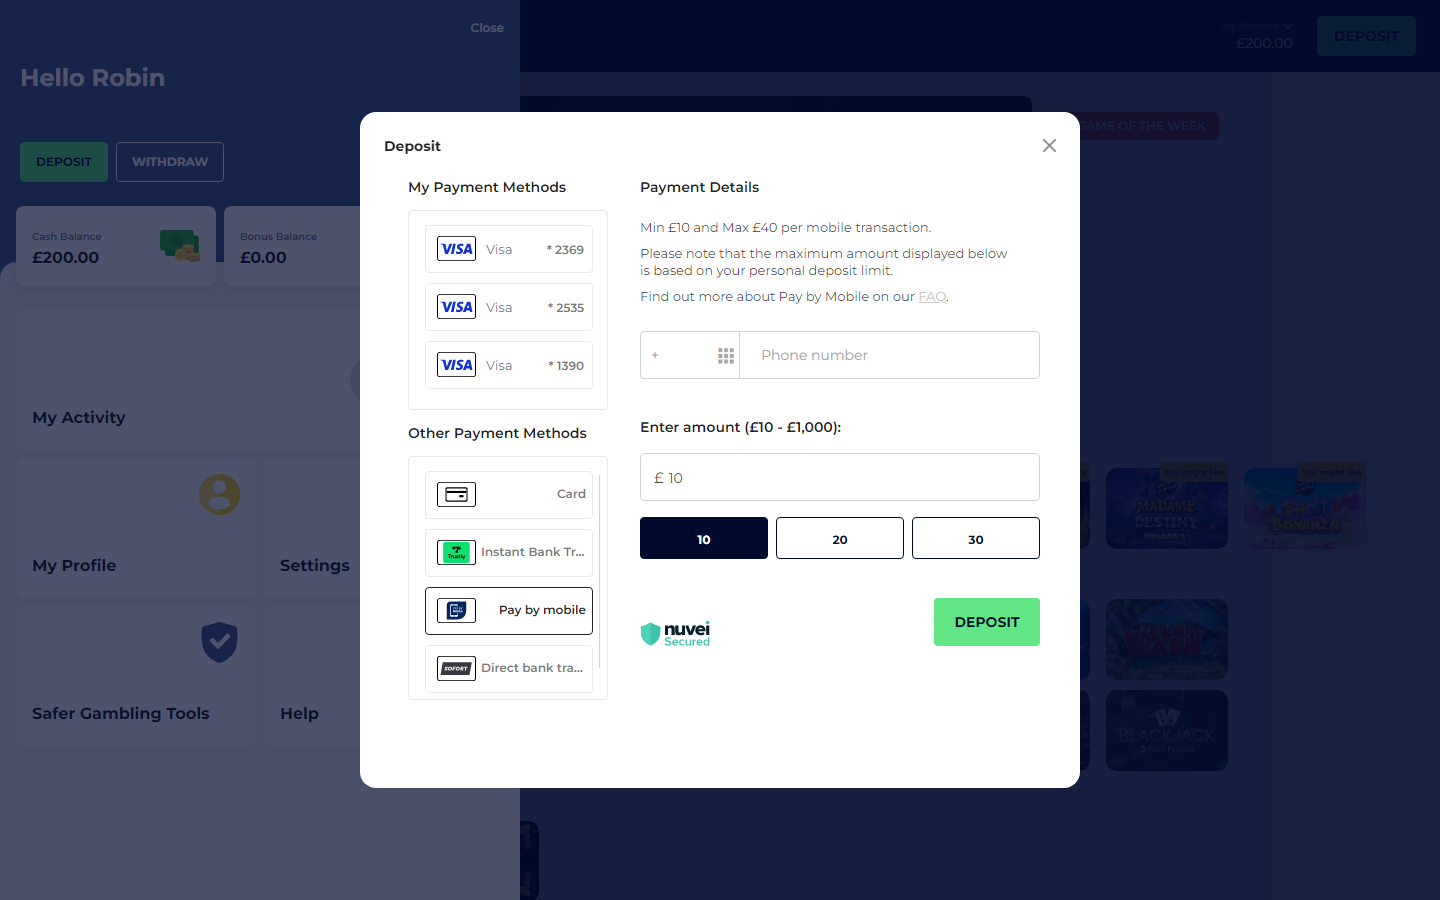 Close
My Balance
£200.00
DEPOSIT
Hello Robin
DEPOSIT
WITHDRAW
Cash Balance
£200.00
Bonus Balance
£0.00
My Activity
My Profile
Settings
Safer Gambling Tools
Help
GAME OF THE WEEK
Deposit
My Payment Methods
VISA Visa * 2369
VISA Visa * 2535
VISA Visa * 1390
Other Payment Methods
Card
Trustly Instant Bank Tr...
Pay by mobile
SOFORT Direct bank tra...
Payment Details
Min £10 and Max £40 per mobile transaction.
Please note that the maximum amount displayed below
is based on your personal deposit limit.
Find out more about Pay by Mobile on our FAQ.
+
Phone number
Enter amount (£10 - £1,000):
£ 10
10
20
30
nuvei
Secured
DEPOSIT
You might like
You might like
MADAME
DESTINY
MEGAWAYS
SWEET
BONANZA
BLACKJACK